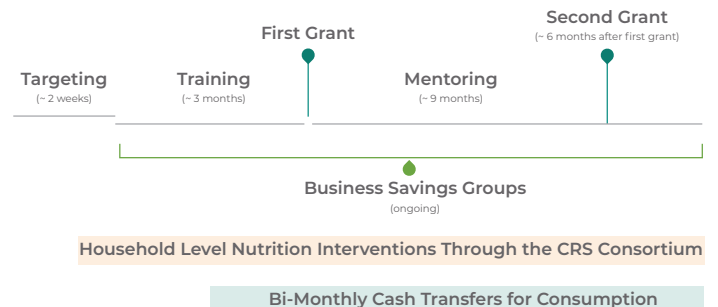 Second Grant
(~ 6 months after first grant)
First Grant
Targeting
(~ 2 weeks)
Training
(~ 3 months)
Mentoring
(~ 9 months)
Business Savings Groups
(ongoing)
Household Level Nutrition Interventions Through the CRS Consortium
Bi-Monthly Cash Transfers for Consumption